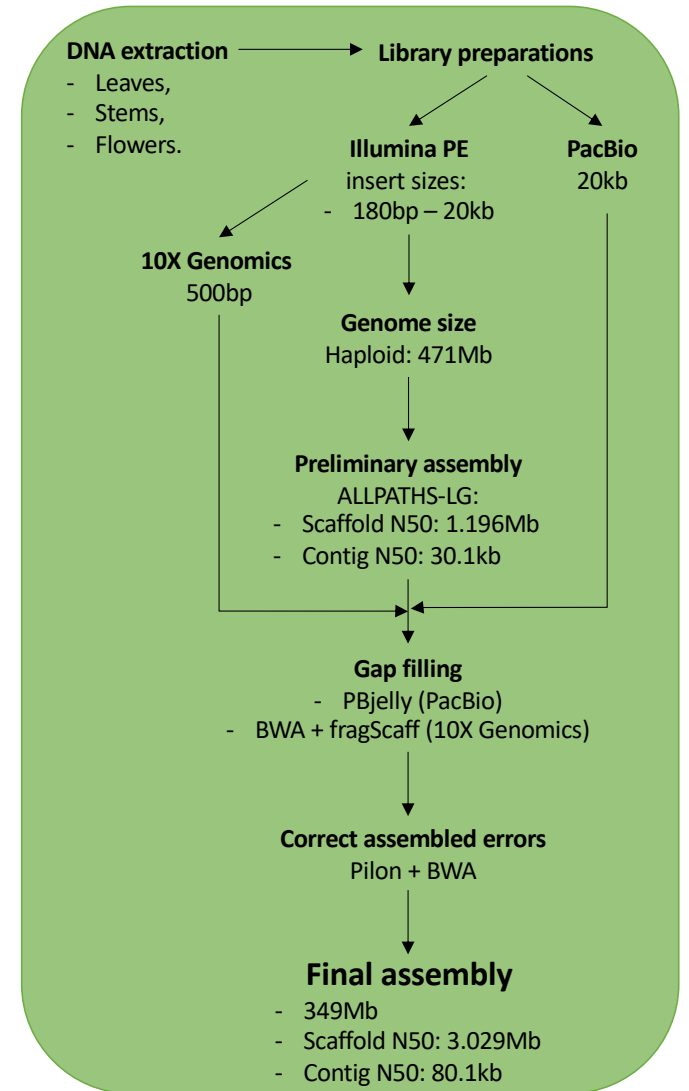 DNA extraction
- Leaves,
- Stems,
- Flowers.
Library preparations
Illumina PE
insert sizes:
- 180bp – 20kb
PacBio
20kb
10X Genomics
500bp
Genome size
Haploid: 471Mb
Preliminary assembly
ALLPATHS-LG:
- Scaffold N50: 1.196Mb
- Contig N50: 30.1kb
Gap filling
- PBjelly (PacBio)
- BWA + fragScaff (10X Genomics)
Correct assembled errors
Pilon + BWA
Final assembly
- 349Mb
- Scaffold N50: 3.029Mb
- Contig N50: 80.1kb